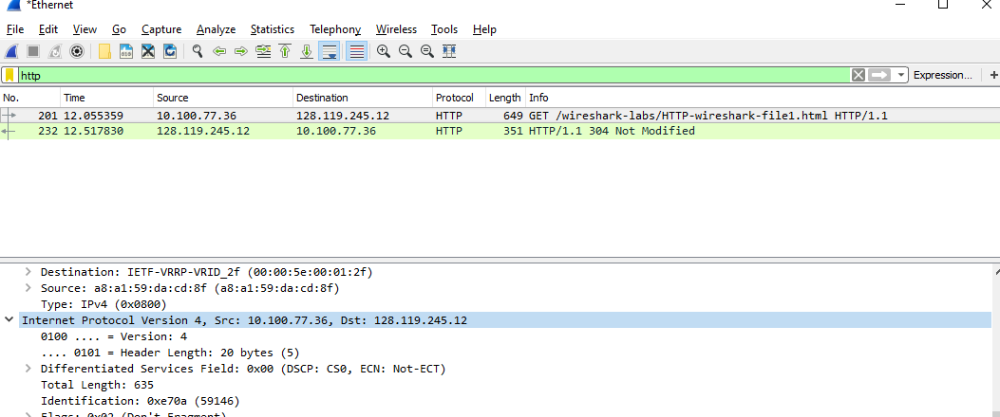 *Ethernet
File Edit View Go Capture Analyze Statistics Telephony Wireless Tools Help
http Expression... +
No. Time Source Destination Protocol Length Info
201 12.055359 10.100.77.36 128.119.245.12 HTTP 649 GET /wireshark-labs/HTTP-wireshark-file1.html HTTP/1.1
232 12.517830 128.119.245.12 10.100.77.36 HTTP 351 HTTP/1.1 304 Not Modified
Destination: IETF-VRRP-VRID_2f (00:00:5e:00:01:2f)
Source: a8:a1:59:da:cd:8f (a8:a1:59:da:cd:8f)
Type: IPv4 (0x0800)
Internet Protocol Version 4, Src: 10.100.77.36, Dst: 128.119.245.12
0100 .... = Version: 4
.... 0101 = Header Length: 20 bytes (5)
Differentiated Services Field: 0x00 (DSCP: CS0, ECN: Not-ECT)
Total Length: 635
Identification: 0xe70a (59146)
Flags: 0x02 (Don't Fragment)